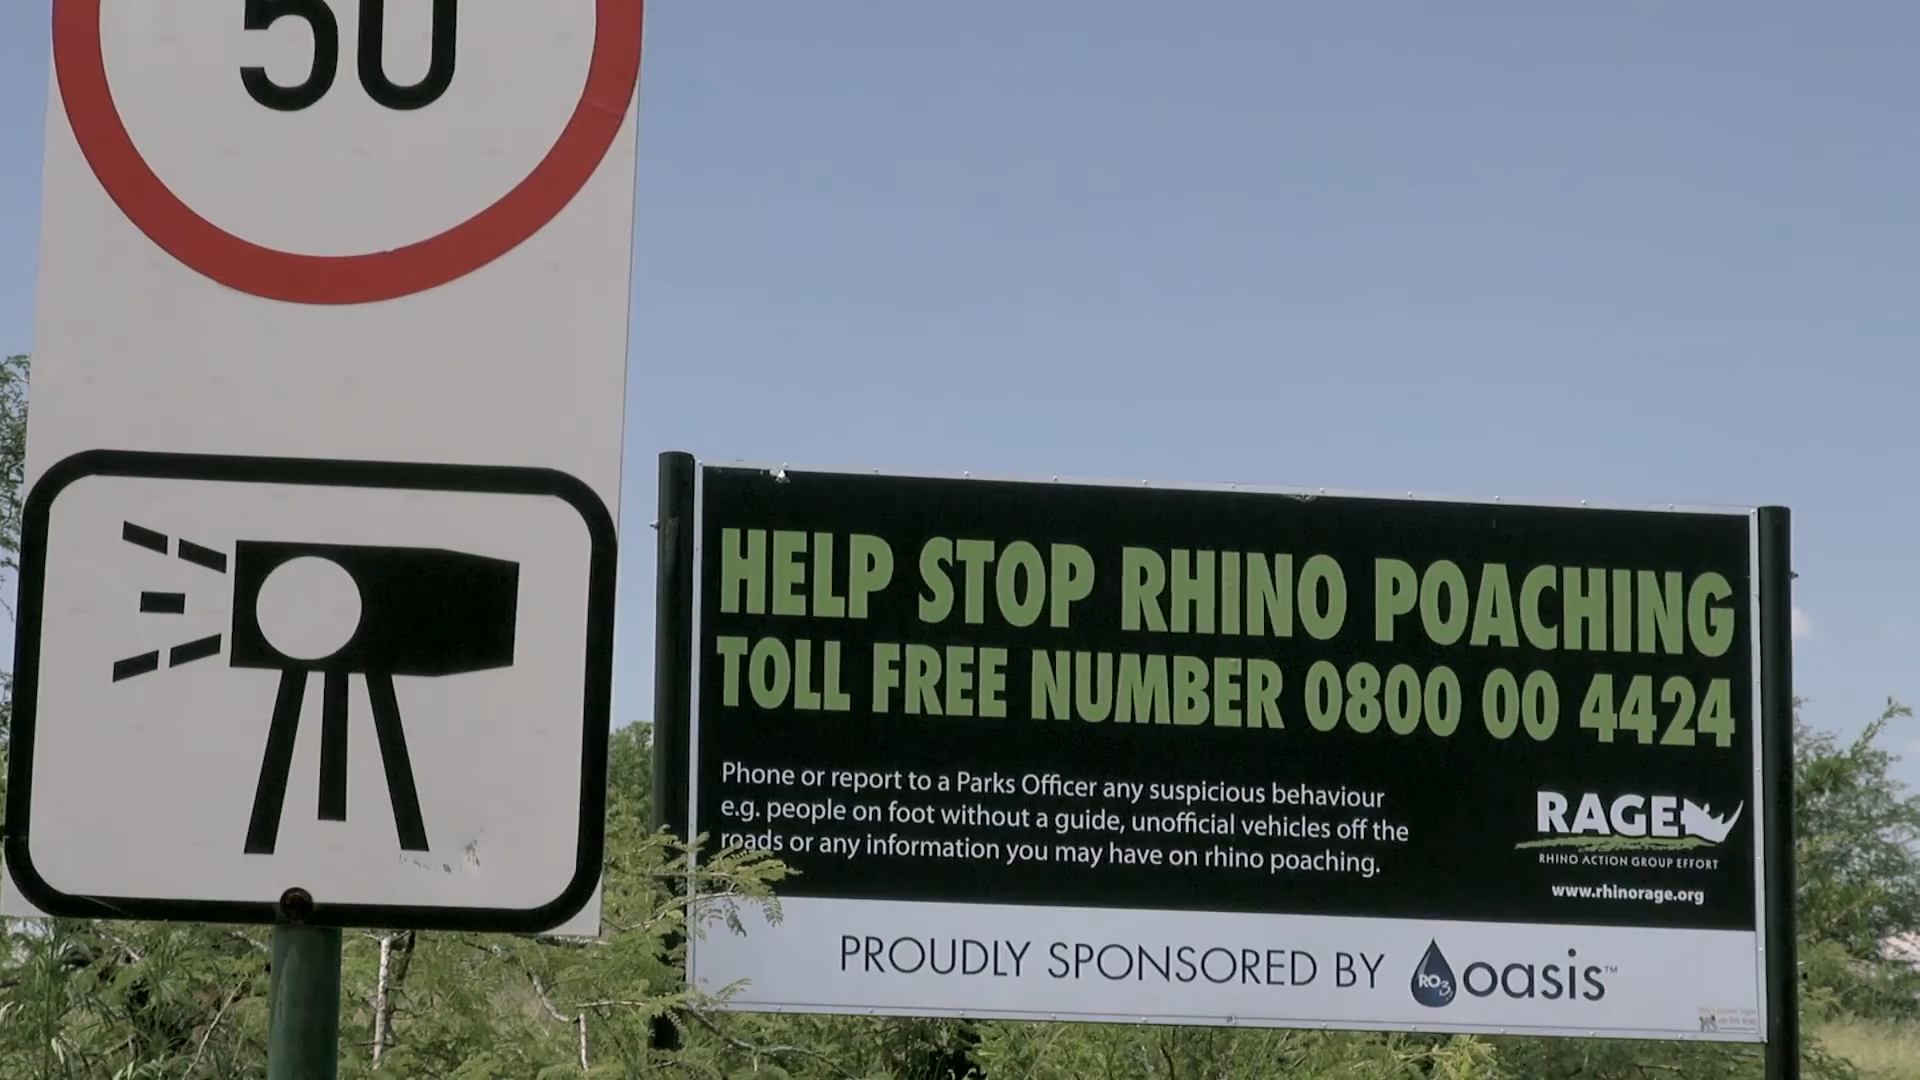 50
HELP STOP RHINO POACHING
TOLL FREE NUMBER 0800 00 4424
Phone or report to a Parks Officer any suspicious behaviour
e.g. people on foot without a guide, unofficial vehicles off the
roads or any information you may have on rhino poaching.
RAGE
RHINO ACTION GROUP EFFORT
www.rhinorage.org
PROUDLY SPONSORED BY RO3 oasis™